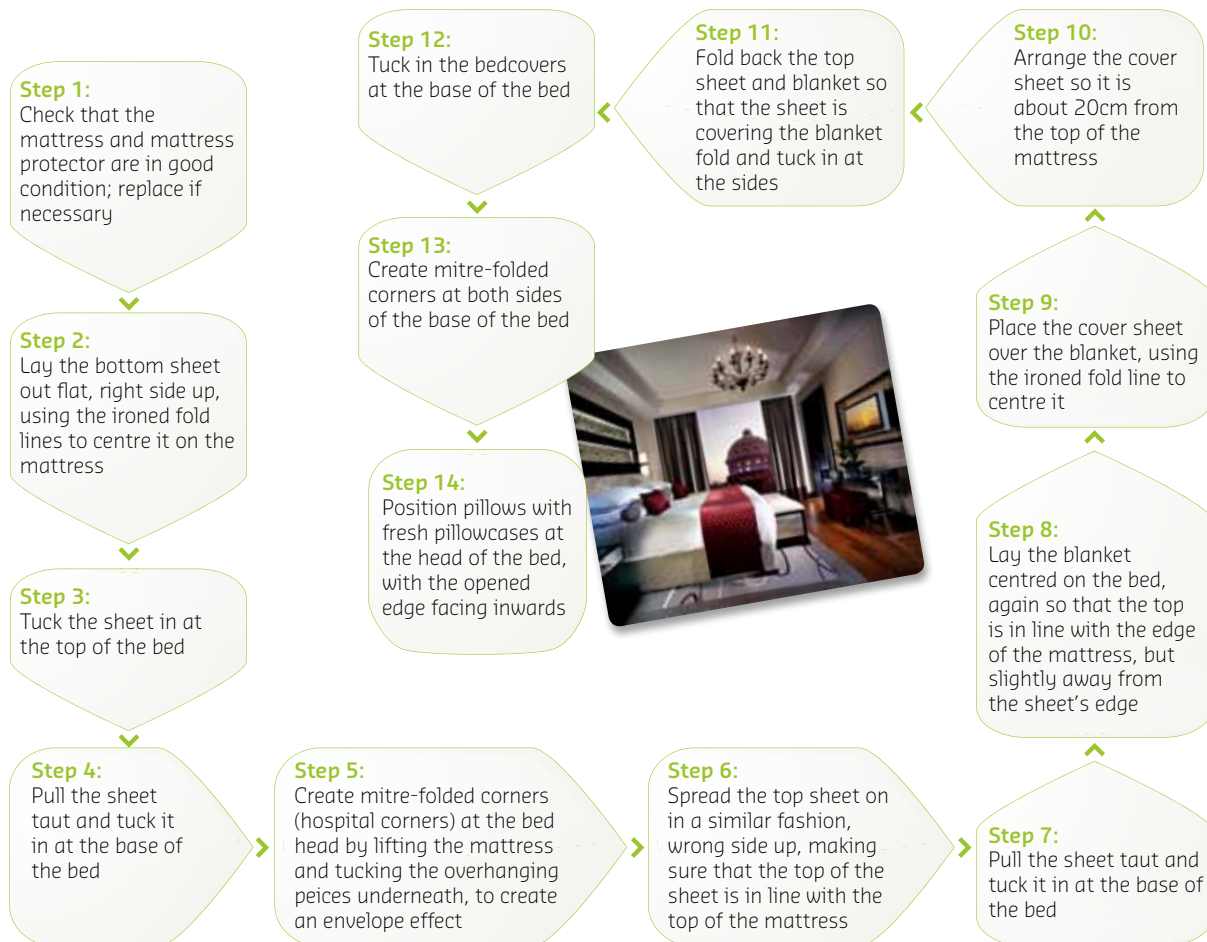 Step 1:
Check that the
mattress and mattress
protector are in good
condition; replace if
necessary
Step 2:
Lay the bottom sheet
out flat, right side up,
using the ironed fold
lines to centre it on the
mattress
Step 3:
Tuck the sheet in at
the top of the bed
Step 4:
Pull the sheet
taut and tuck it
in at the base of
the bed
Step 5:
Create mitre-folded corners
(hospital corners) at the bed
head by lifting the mattress
and tucking the overhanging
peices underneath, to create
an envelope effect
Step 6:
Spread the top sheet on
in a similar fashion,
wrong side up, making
sure that the top of the
sheet is in line with the
top of the mattress
Step 7:
Pull the sheet taut and
tuck it in at the base of
the bed
Step 8:
Lay the blanket
centred on the bed,
again so that the top
is in line with the edge
of the mattress, but
slightly away from
the sheet's edge
Step 9:
Place the cover sheet
over the blanket, using
the ironed fold line to
centre it
Step 10:
Arrange the cover
sheet so it is
about 20cm from
the top of the
mattress
Step 11:
Fold back the top
sheet and blanket so
that the sheet is
covering the blanket
fold and tuck in at
the sides
Step 12:
Tuck in the bedcovers
at the base of the bed
Step 13:
Create mitre-folded
corners at both sides
of the base of the bed
Step 14:
Position pillows with
fresh pillowcases at
the head of the bed,
with the opened
edge facing inwards